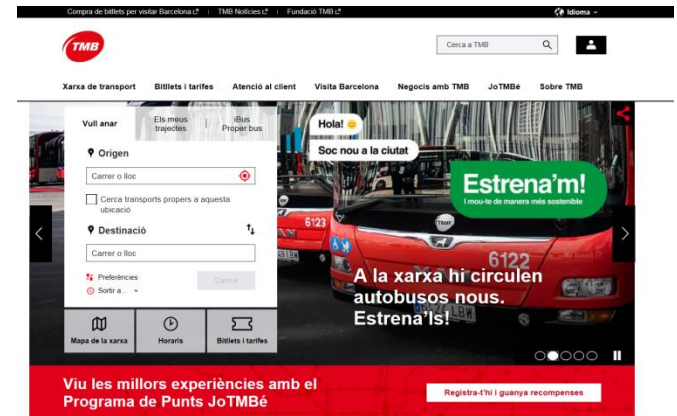 Compra de bitllets per visitar Barcelona | TMB Notícies | Fundació TMB
Idioma
TMB
Cerca a TMB
Xarxa de transport Bitllets i tarifes Atenció al client Visita Barcelona Negocis amb TMB JoTMBé Sobre TMB
Vull anar
Els meus trajectes
iBus Proper bus
Origen
Carrer o lloc
Cerca transports propers a aquesta
ubicació
Destinació
Carrer o lloc
Preferències
Sortir a...
Cerca
Mapa de la xarxa
Horaris
Bitllets i tarifes
Hola!
Soc nou a la ciutat
Estrena'm!
I mou-te de manera més sostenible
6123
TMB
6122
MAN
A la xarxa hi circulen
autobusos nous.
Estrena'ls!
Viu les millors experiències amb el
Programa de Punts JoTMBé
Registra-t'hi i guanya recompenses